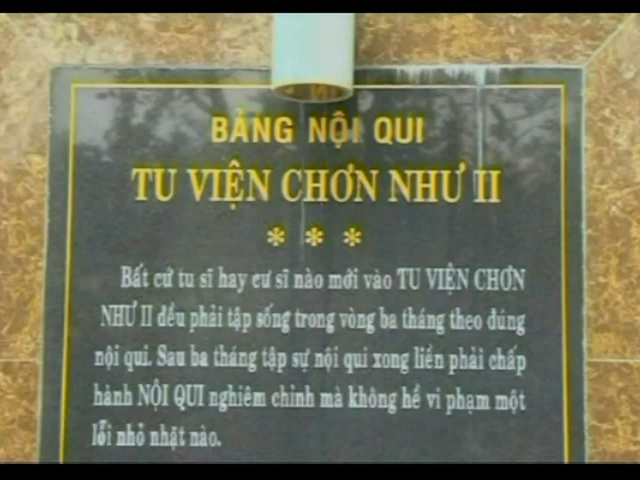 BẢNG NỘI QUI
TU VIỆN CHƠN NHƯ II
* * *
Bất cứ tu sĩ hay cư sĩ nào mới vào TU VIỆN CHƠN
NHƯ II đều phải tập sống trong vòng ba tháng theo đúng
nội qui. Sau ba tháng tập sự nội qui xong liền phải chấp
hành NỘI QUI nghiêm chỉnh mà không hề vi phạm một
lỗi nhỏ nhặt nào.